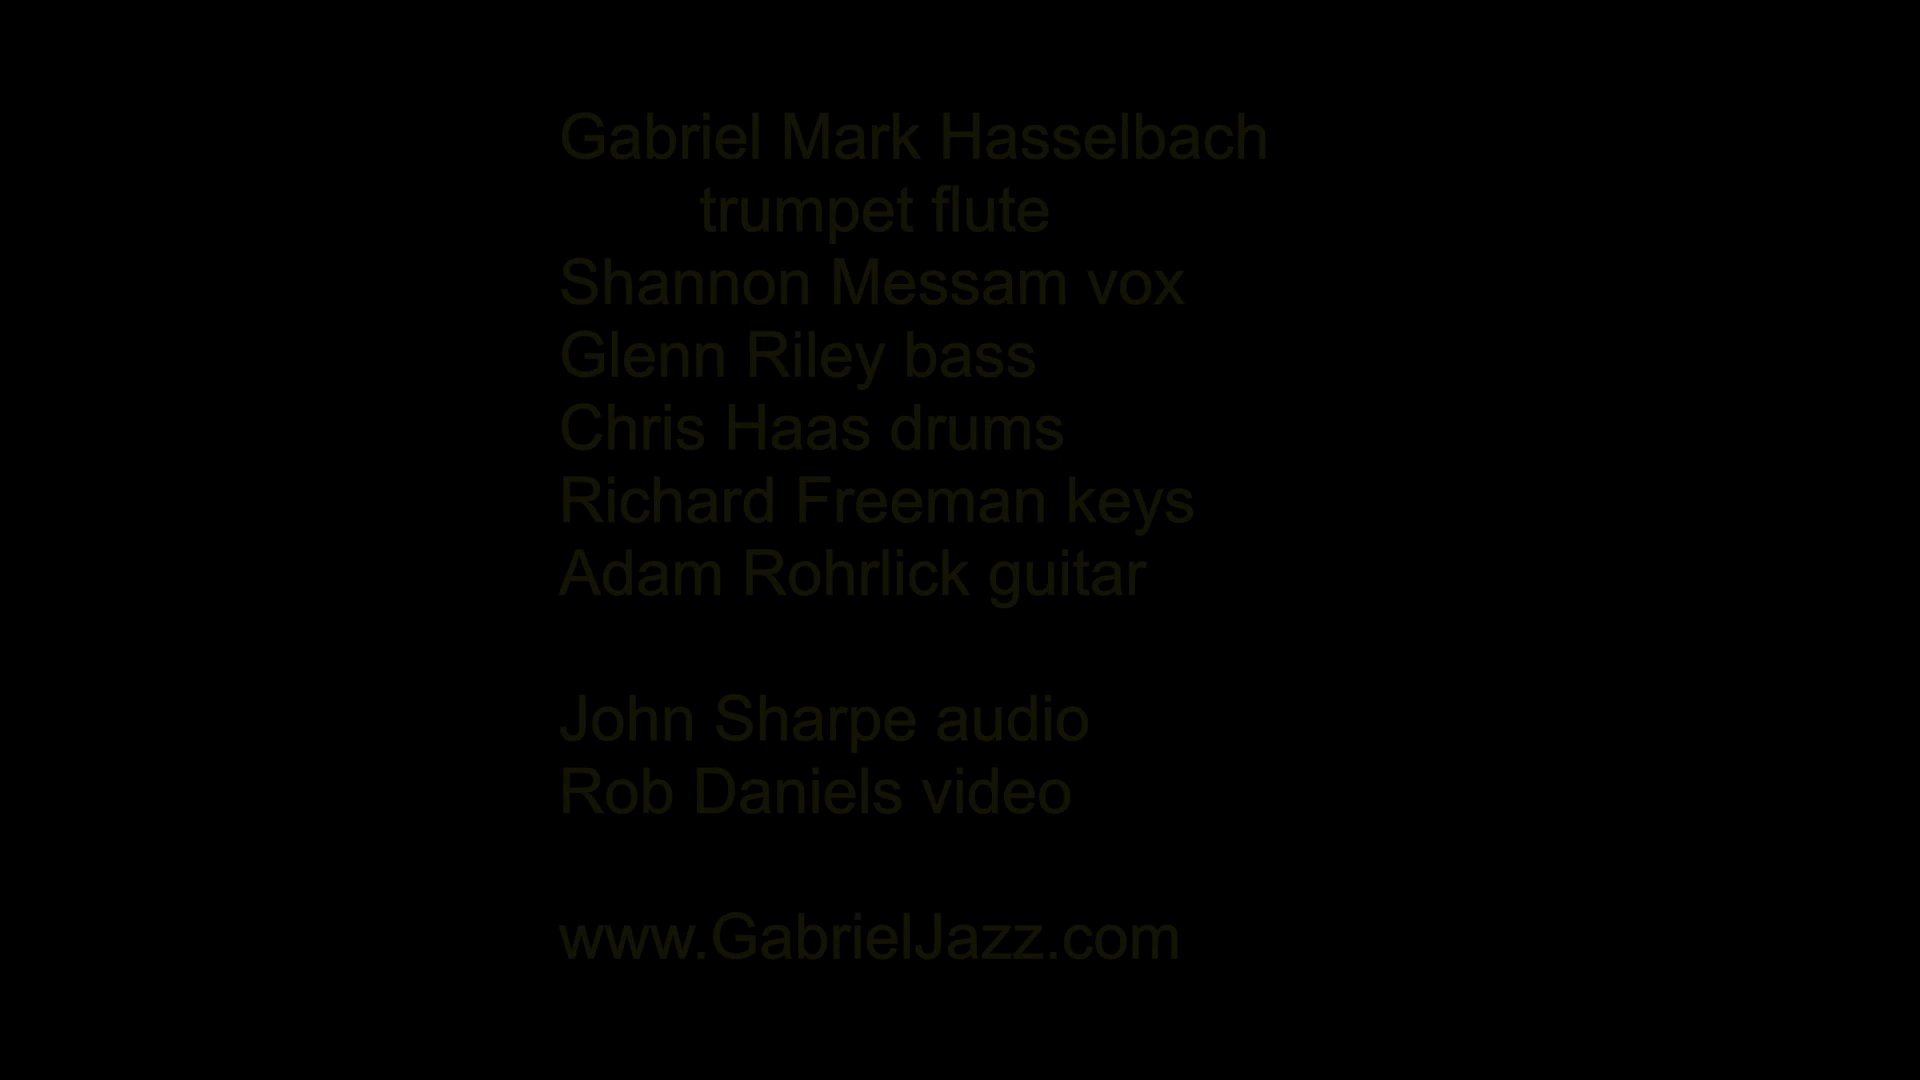 Gabriel Mark Hasselbach
trumpet flute
Shannon Messam vox
Glenn Riley bass
Chris Haas drums
Richard Freeman keys
Adam Rohrlick guitar
John Sharpe audio
Rob Daniels video
www.GabrielJazz.com